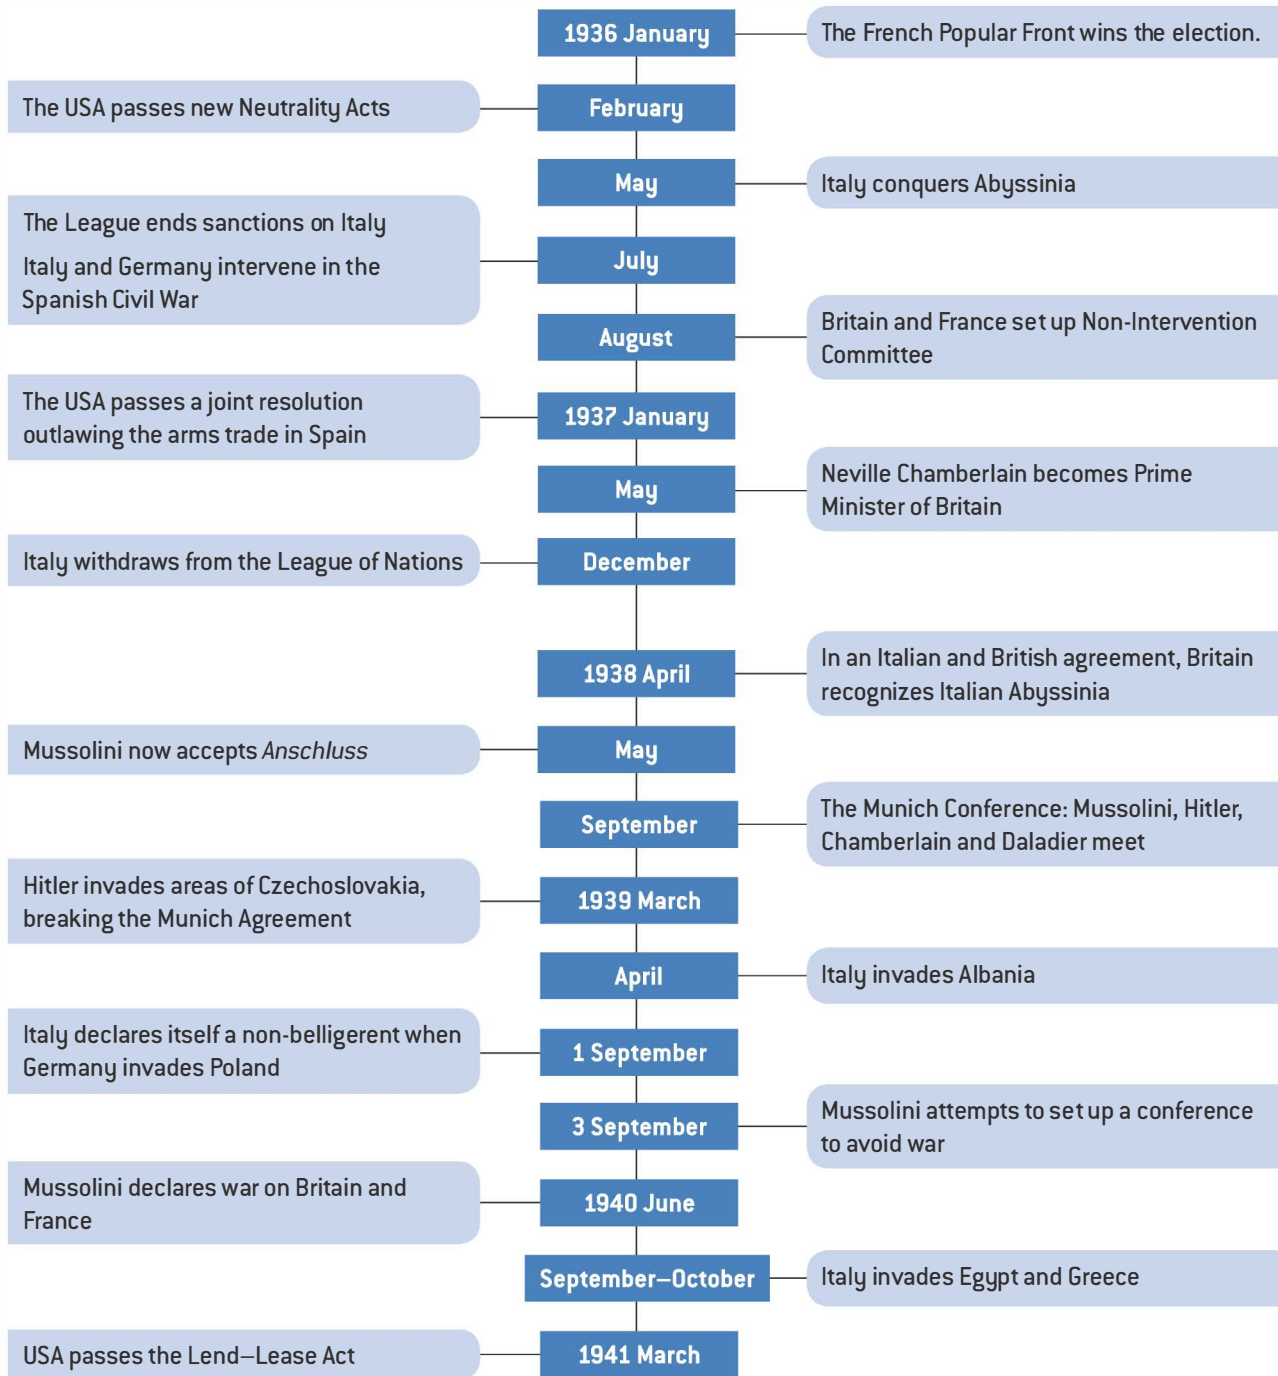 1936 January
The French Popular Front wins the election.
The USA passes new Neutrality Acts
February
May
Italy conquers Abyssinia
The League ends sanctions on Italy
Italy and Germany intervene in the
Spanish Civil War
July
August
Britain and France set up Non-Intervention
Committee
The USA passes a joint resolution
outlawing the arms trade in Spain
1937 January
May
Neville Chamberlain becomes Prime
Minister of Britain
Italy withdraws from the League of Nations
December
1938 April
In an Italian and British agreement, Britain
recognizes Italian Abyssinia
Mussolini now accepts Anschluss
May
September
The Munich Conference: Mussolini, Hitler,
Chamberlain and Daladier meet
Hitler invades areas of Czechoslovakia,
breaking the Munich Agreement
1939 March
April
Italy invades Albania
Italy declares itself a non-belligerent when
Germany invades Poland
1 September
3 September
Mussolini attempts to set up a conference
to avoid war
Mussolini declares war on Britain and
France
1940 June
September–October
Italy invades Egypt and Greece
USA passes the Lend–Lease Act
1941 March